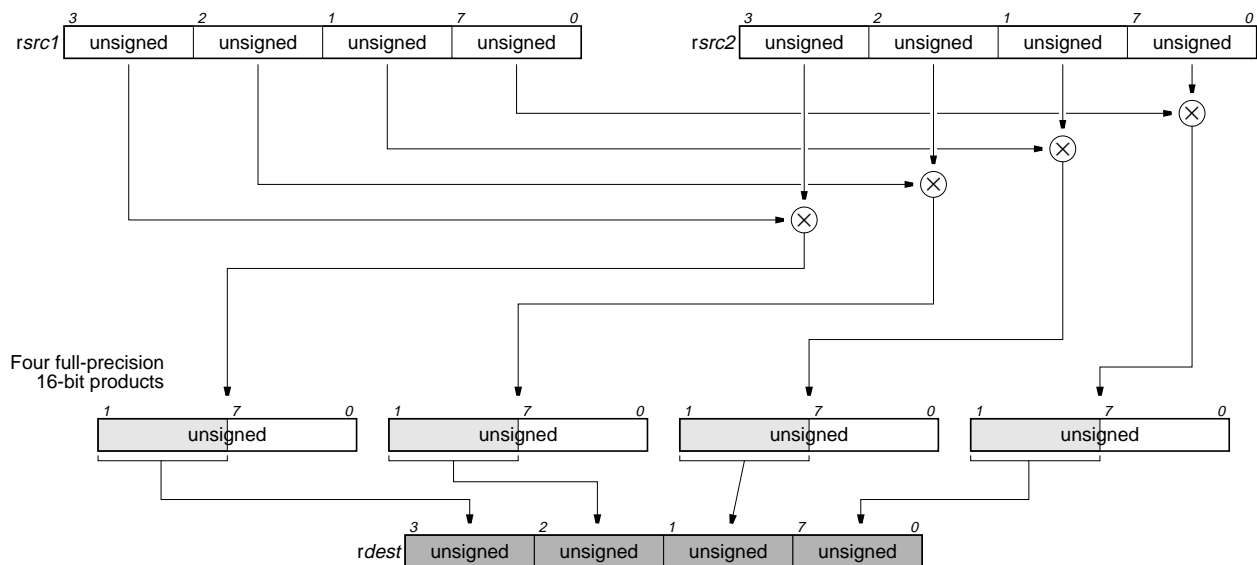 3 2 1 7 0
rsrc1 unsigned unsigned unsigned unsigned
3 2 1 7 0
rsrc2 unsigned unsigned unsigned unsigned
Four full-precision
16-bit products
1 7 0
unsigned
1 7 0
unsigned
1 7 0
unsigned
1 7 0
unsigned
3 2 1 7 0
rdest unsigned unsigned unsigned unsigned